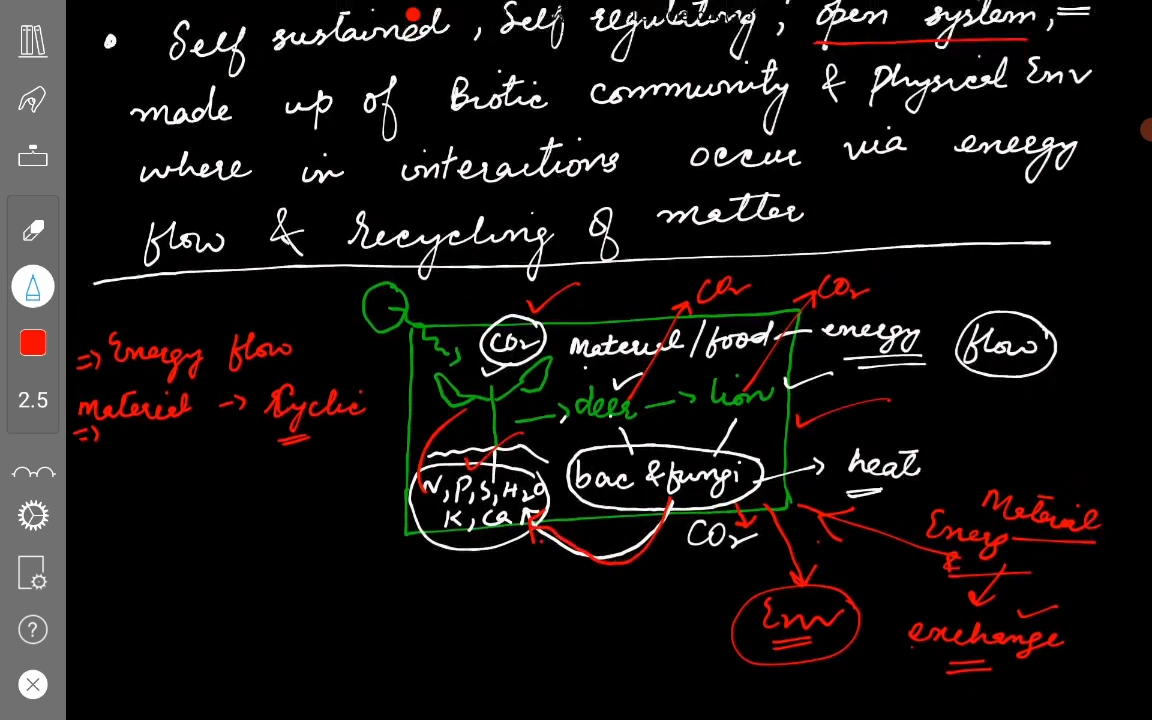 • Self sustained, Self regulating, open system,
made up of Biotic community & Physical Env
where in interactions occur via energy
flow & Recycling of matter
CO2 CO2
CO2 Material/food energy flow
=> Energy flow
Material -> Cyclic
=>
-> deer -> lion
bac & fungi -> heat
N, P, S, H2O
K, Ca
CO2
Material
Energy
&
Env
exchange
2.5